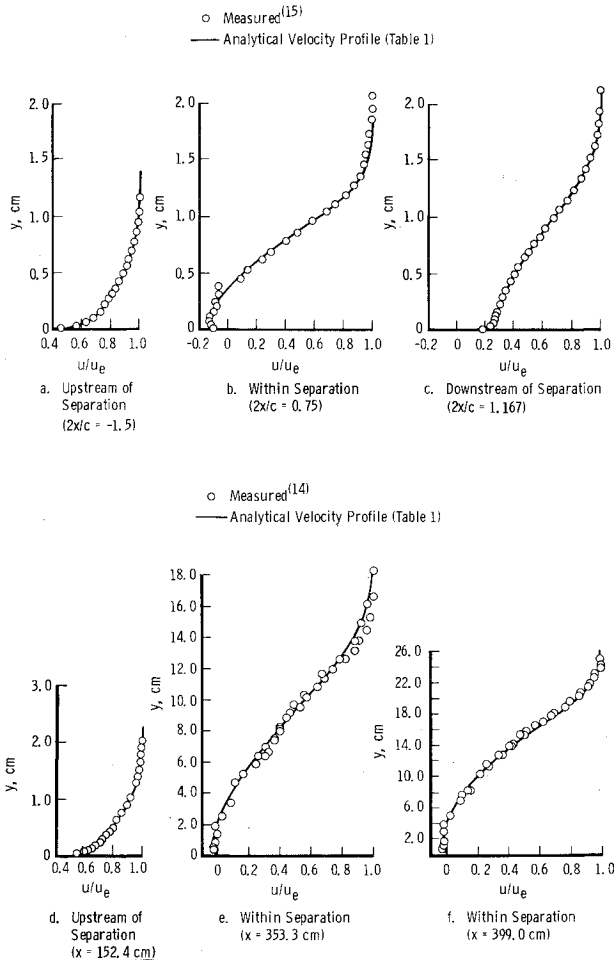 Measured(15)
Analytical Velocity Profile (Table 1)
2.0
1.5
1.0
0.5
0
y, cm
0.4 0.6 0.8 1.0
u/ue
a. Upstream of
Separation
(2x/c = -1.5)
2.0
1.5
1.0
0.5
0
y, cm
-0.2 0 0.2 0.4 0.6 0.8 1.0
u/ue
b. Within Separation
(2x/c = 0.75)
2.0
1.5
1.0
0.5
0
y, cm
-0.2 0 0.2 0.4 0.6 0.8 1.0
u/ue
c. Downstream of Separation
(2x/c = 1.167)
Measured(14)
Analytical Velocity Profile (Table 1)
3.0
2.0
1.0
0
y, cm
0.4 0.6 0.8 1.0
u/ue
d. Upstream of
Separation
(x = 152.4 cm)
18.0
16.0
14.0
12.0
10.0
8.0
6.0
4.0
2.0
0
y, cm
0 0.2 0.4 0.6 0.8 1.0
u/ue
e. Within Separation
(x = 353.3 cm)
26.0
22.0
18.0
14.0
10.0
6.0
2.0
y, cm
0 0.2 0.4 0.6 0.8 1.0
u/ue
f. Within Separation
(x = 399.0 cm)